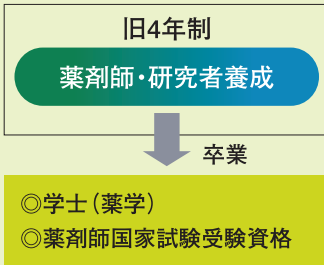 旧4年制
薬剤師・研究者養成
卒業
◎学士(薬学)
◎薬剤師国家試験受験資格